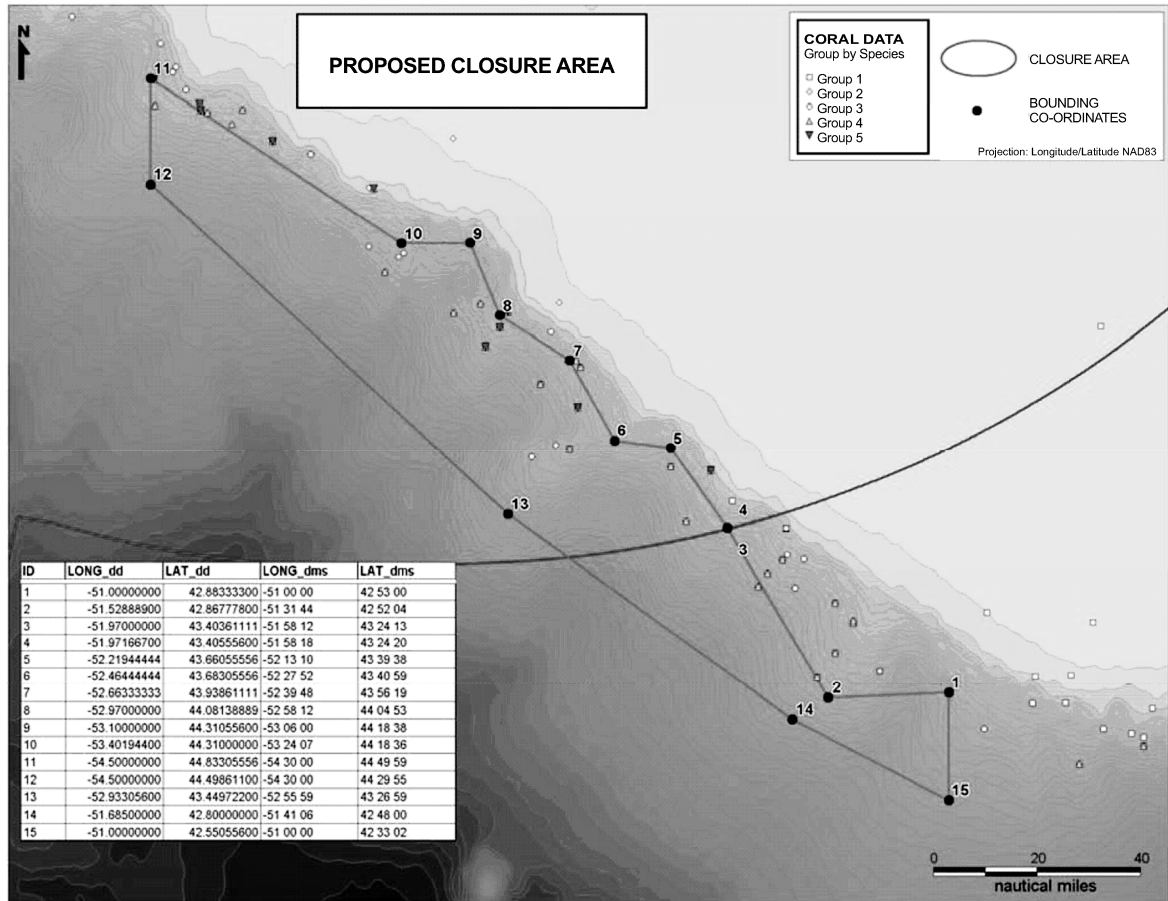 N
PROPOSED CLOSURE AREA
CORAL DATA
Group by Species
Group 1
Group 2
Group 3
Group 4
Group 5
CLOSURE AREA
BOUNDING
CO-ORDINATES
Projection: Longitude/Latitude NAD83
11
12
10
9
8
7
6
5
4
3
13
2
1
14
15
ID LONG_dd LAT_dd LONG_dms LAT_dms
1 -51.00000000 42.88333300 -51 00 00 42 53 00
2 -51.52888900 42.86777800 -51 31 44 42 52 04
3 -51.97000000 43.40361111 -51 58 12 43 24 13
4 -51.97166700 43.40555600 -51 58 18 43 24 20
5 -52.21944444 43.66055556 -52 13 10 43 39 38
6 -52.46444444 43.68305556 -52 27 52 43 40 59
7 -52.66333333 43.93861111 -52 39 48 43 56 19
8 -52.97000000 44.08138889 -52 58 12 44 04 53
9 -53.10000000 44.31055600 -53 06 00 44 18 38
10 -53.40194400 44.31000000 -53 24 07 44 18 36
11 -54.50000000 44.83305556 -54 30 00 44 49 59
12 -54.50000000 44.49861100 -54 30 00 44 29 55
13 -52.93305600 43.44972200 -52 55 59 43 26 59
14 -51.68500000 42.80000000 -51 41 06 42 48 00
15 -51.00000000 42.55055600 -51 00 00 42 33 02
0 20 40
nautical miles